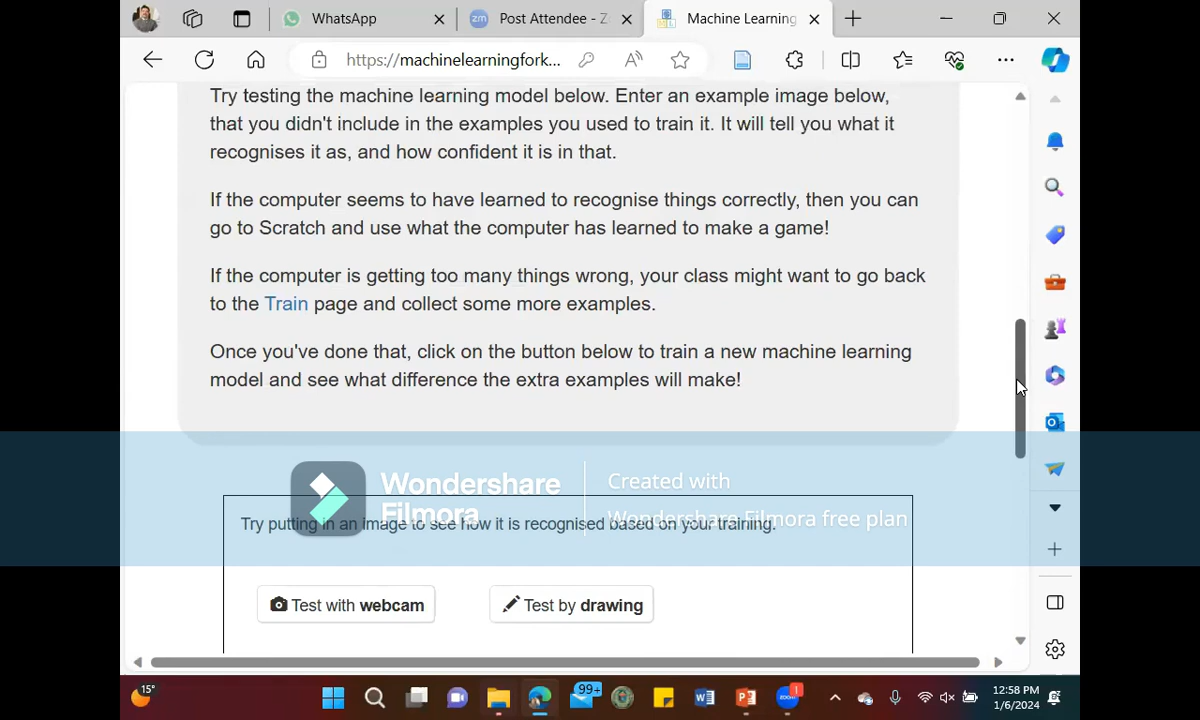 WhatsApp
zm
Post Attendee - Z
Machine Learning
https://machinelearningfork...
Try testing the machine learning model below. Enter an example image below,
that you didn't include in the examples you used to train it. It will tell you what it
recognises it as, and how confident it is in that.
If the computer seems to have learned to recognise things correctly, then you can
go to Scratch and use what the computer has learned to make a game!
If the computer is getting too many things wrong, your class might want to go back
to the Train page and collect some more examples.
Once you've done that, click on the button below to train a new machine learning
model and see what difference the extra examples will make!
Wondershare
Filmora
Created with
Wondershare Filmora free plan
Try putting in an image to see how it is recognised based on your training.
Test with webcam
Test by drawing
15°
99+
1
12:58 PM
1/6/2024